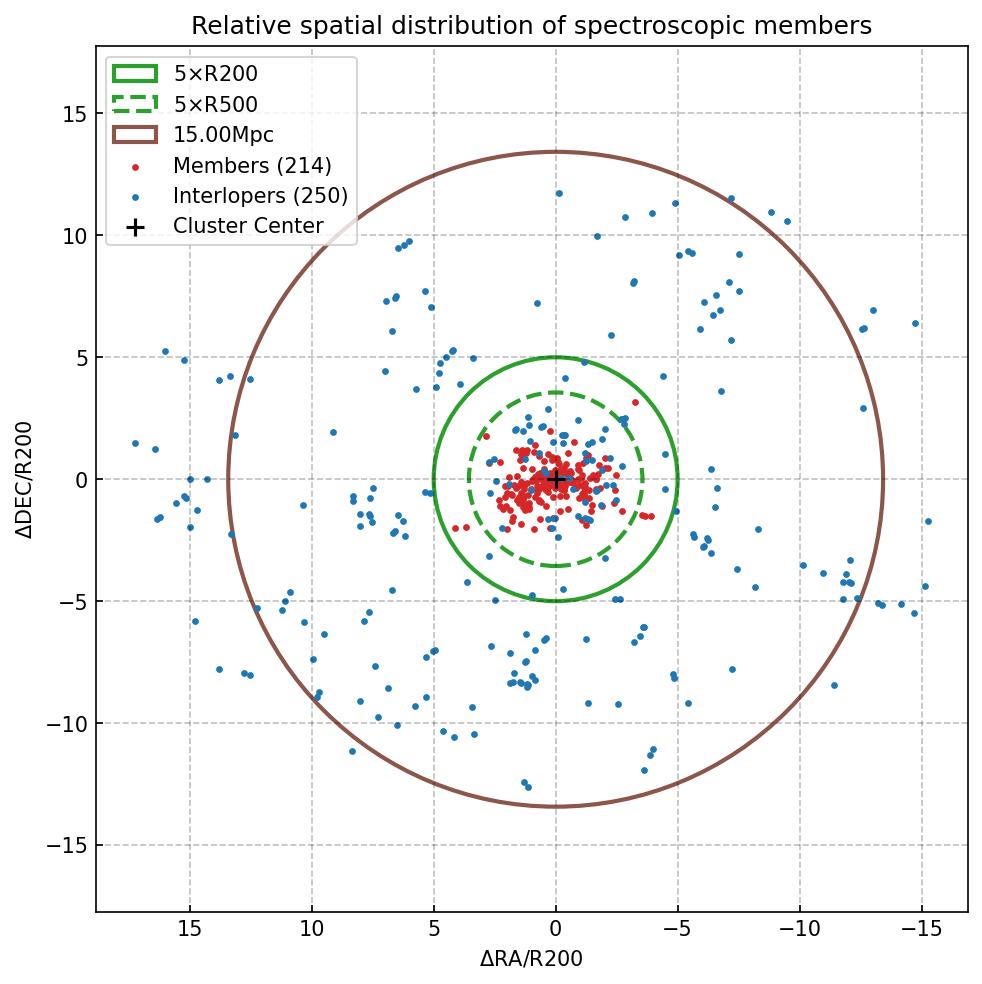 Relative spatial distribution of spectroscopic members
5×R200
5×R500
15.00Mpc
Members (214)
Interlopers (250)
Cluster Center
15
10
5
0
−5
−10
−15
ΔDEC/R200
15 10 5 0 −5 −10 −15
ΔRA/R200